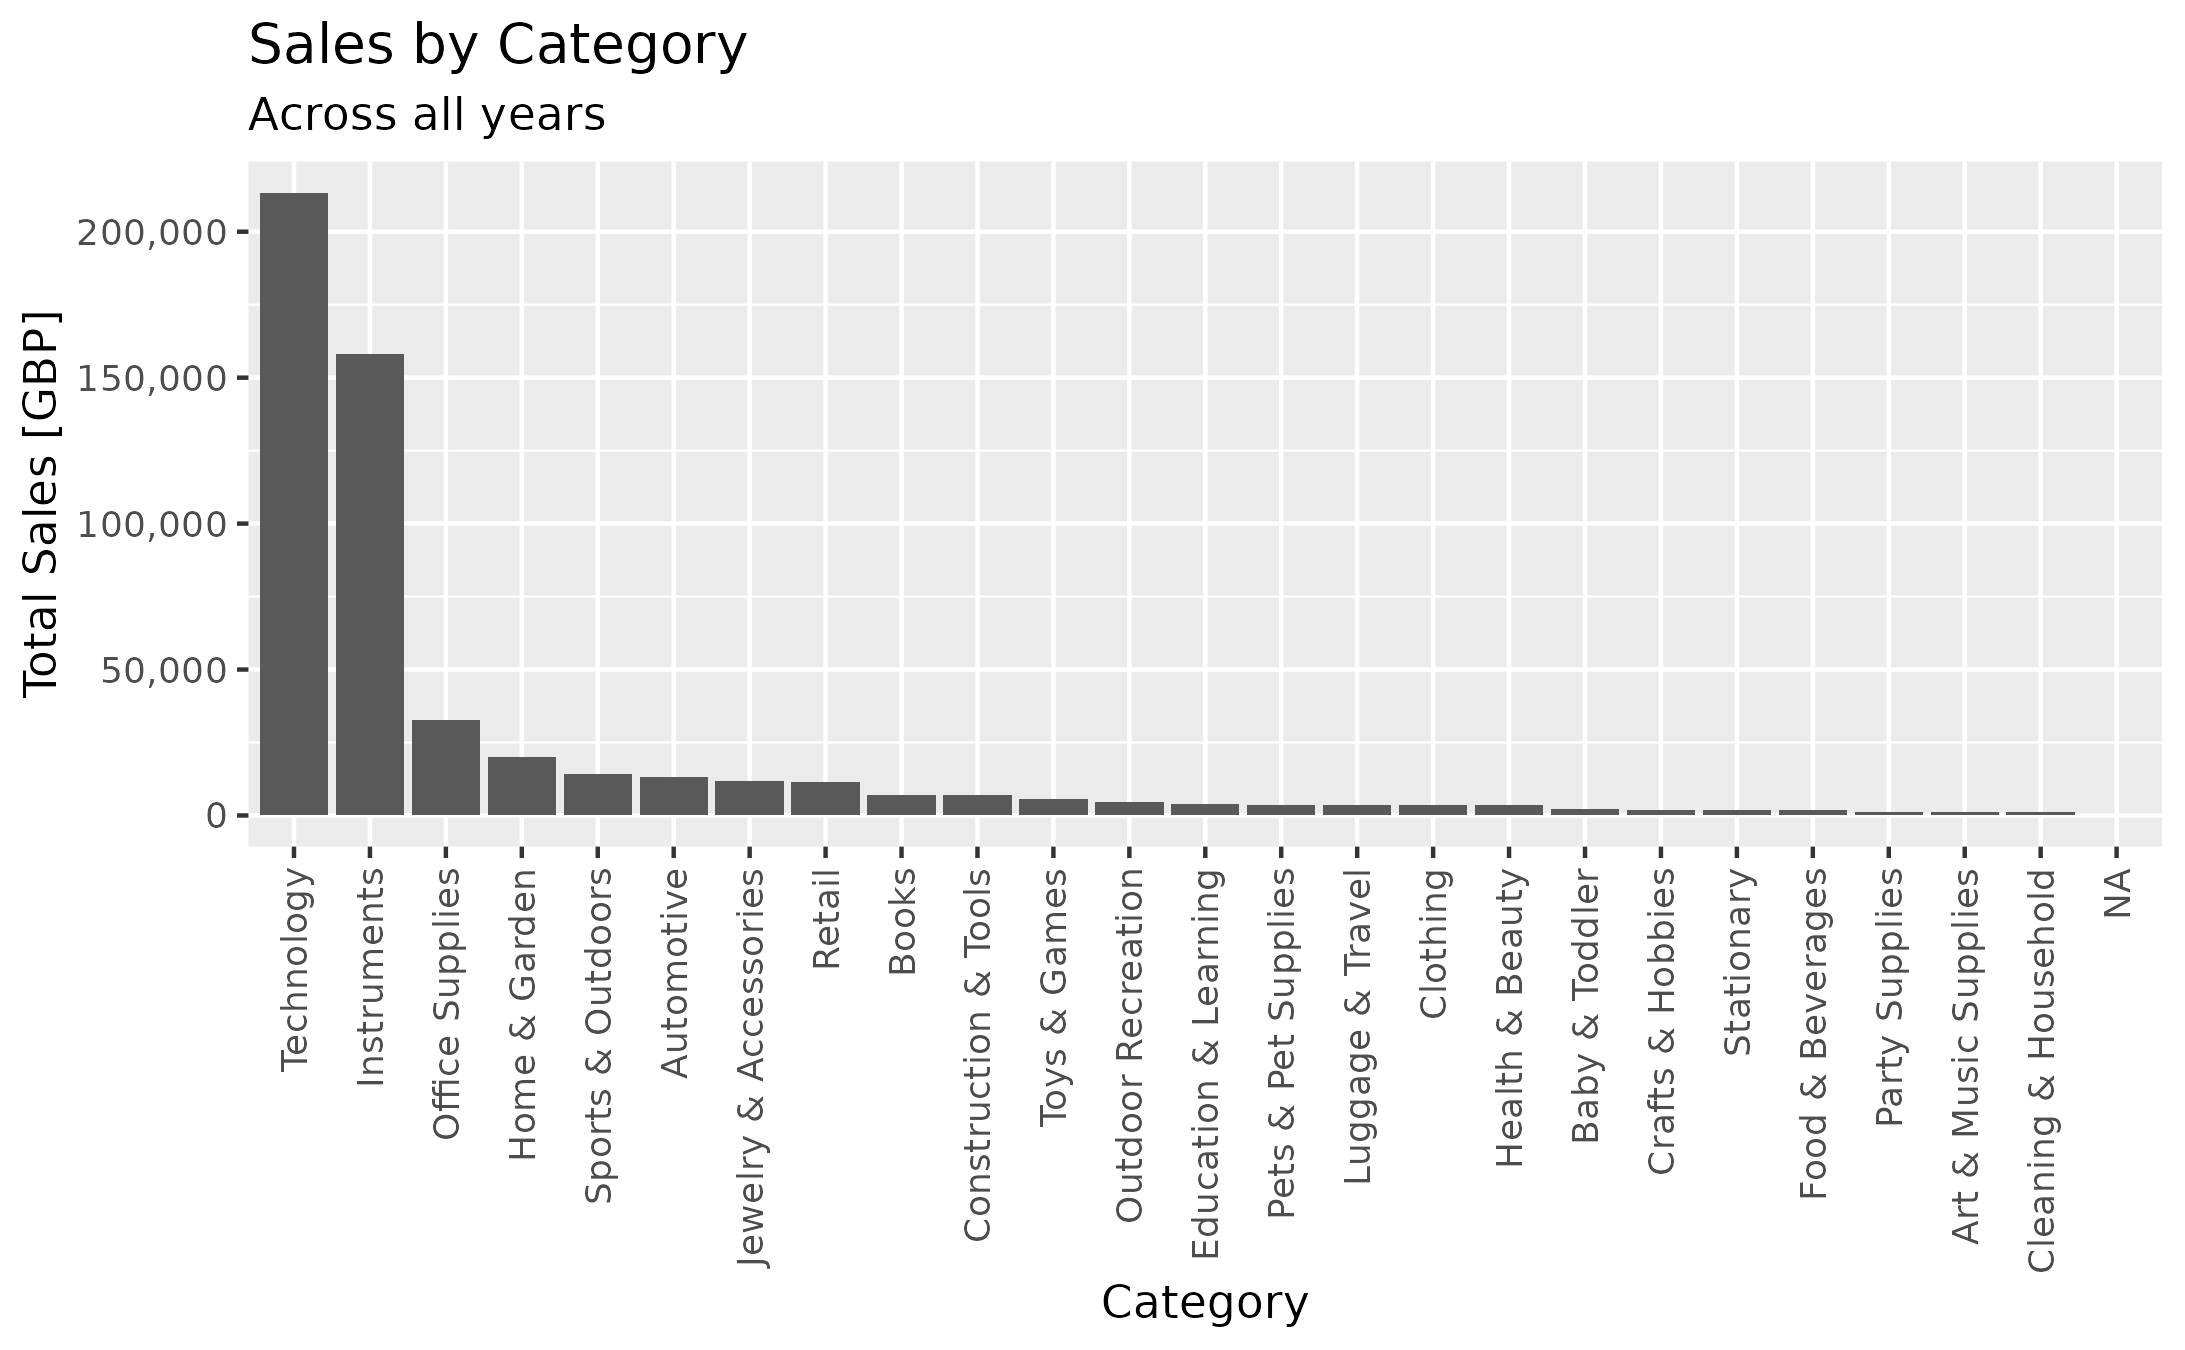 Sales by Category
Across all years
Total Sales [GBP]
200,000
150,000
100,000
50,000
0
Technology
Instruments
Office Supplies
Home & Garden
Sports & Outdoors
Automotive
Jewelry & Accessories
Retail
Books
Construction & Tools
Toys & Games
Outdoor Recreation
Education & Learning
Pets & Pet Supplies
Luggage & Travel
Clothing
Health & Beauty
Baby & Toddler
Crafts & Hobbies
Stationary
Food & Beverages
Party Supplies
Art & Music Supplies
Cleaning & Household
NA
Category